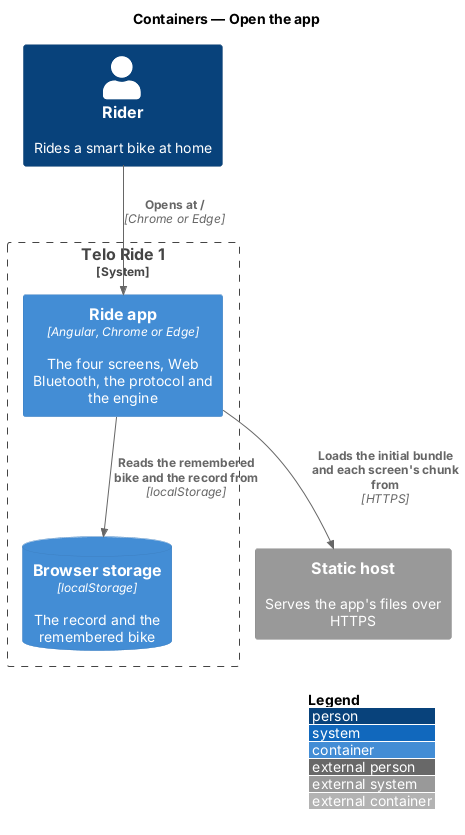 Containers — Open the app
Rider
Rides a smart bike at home
Opens at /
[Chrome or Edge]
Telo Ride 1
[System]
Ride app
[Angular, Chrome or Edge]
The four screens, Web
Bluetooth, the protocol and
the engine
Reads the remembered
bike and the record from
[localStorage]
Loads the initial bundle
and each screen's chunk
from
[HTTPS]
Browser storage
[localStorage]
The record and the
remembered bike
Static host
Serves the app's files over
HTTPS
Legend
person
system
container
external person
external system
external container